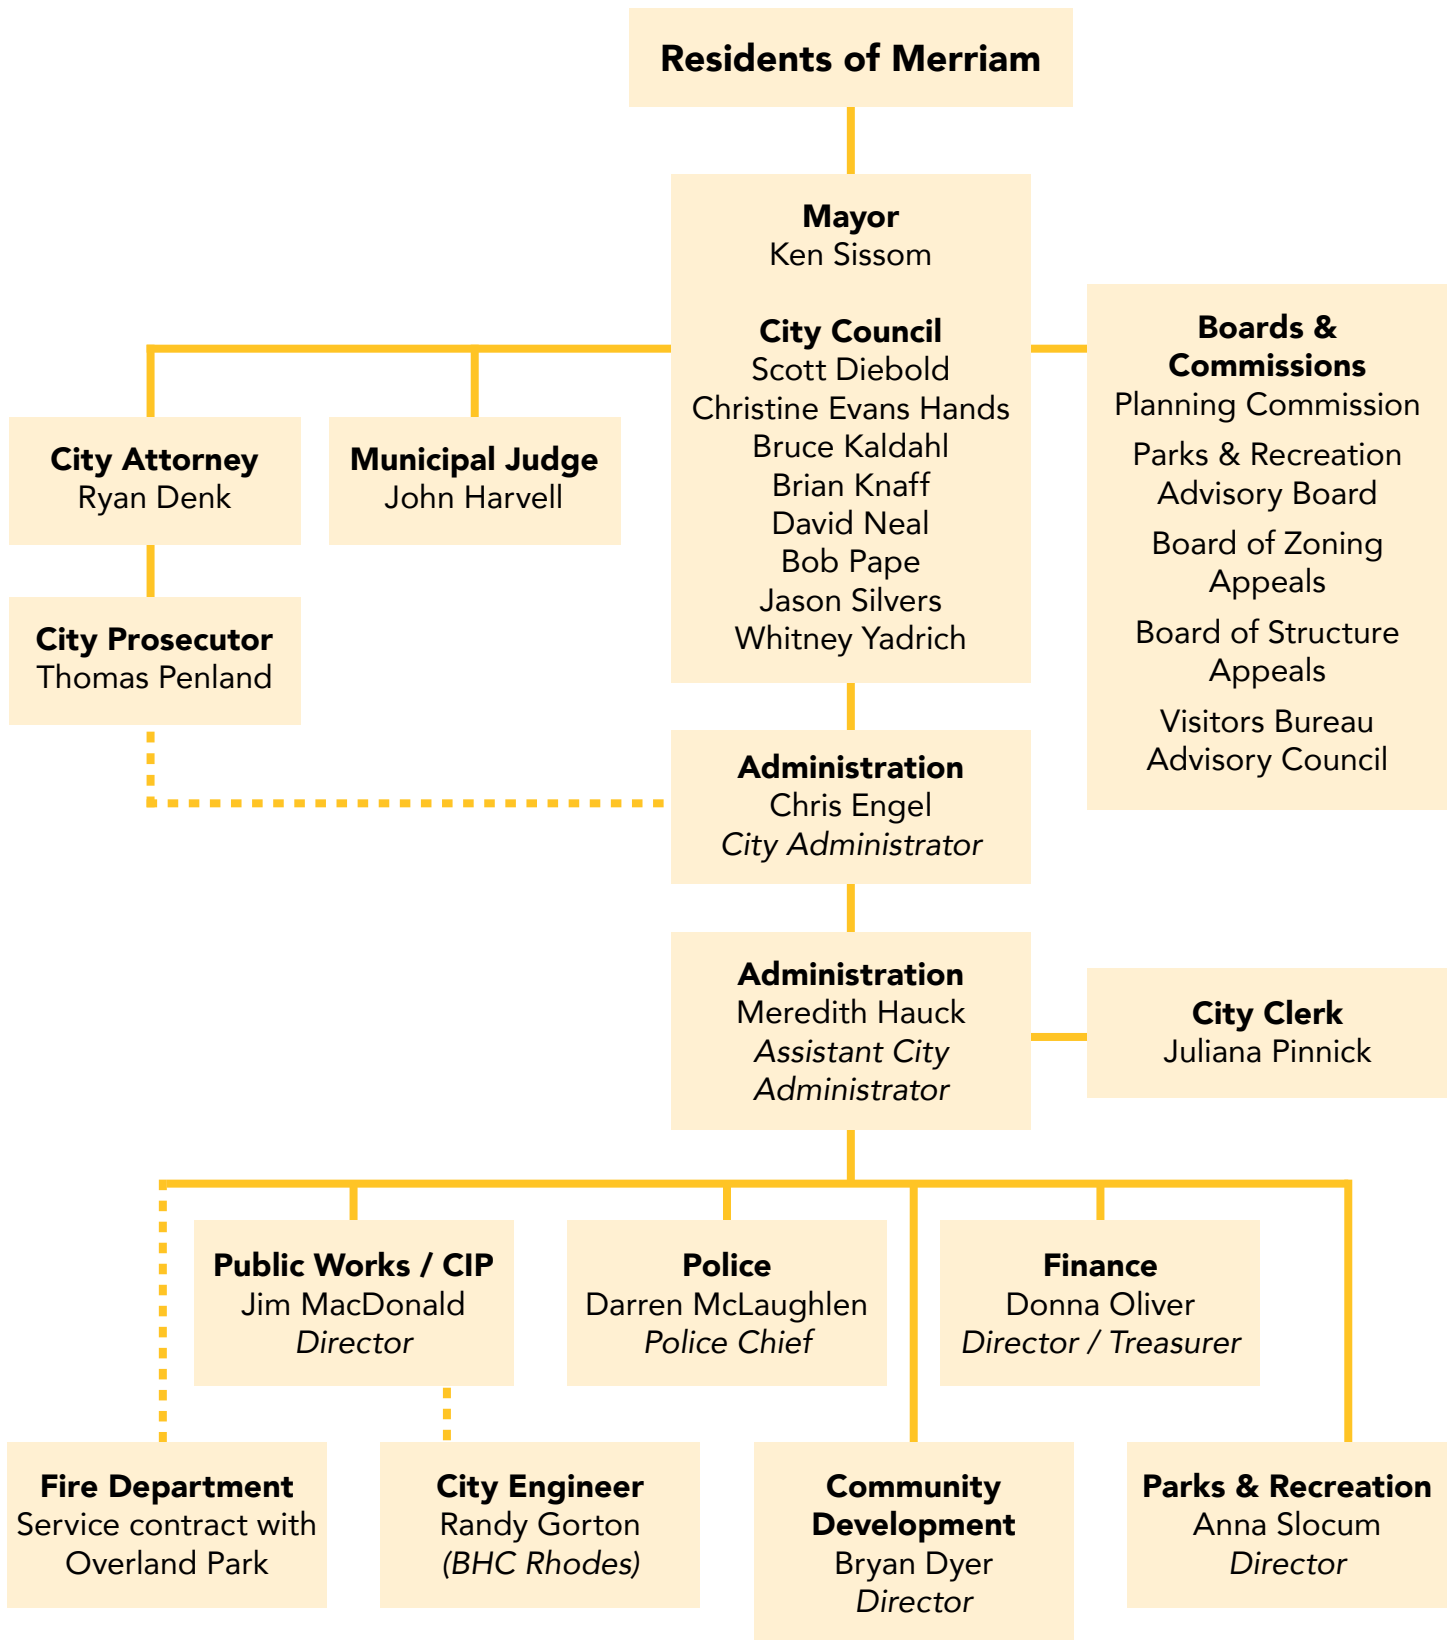 Residents of Merriam
Mayor
Ken Sissom
City Council
Scott Diebold
Christine Evans Hands
Bruce Kaldahl
Brian Knaff
David Neal
Bob Pape
Jason Silvers
Whitney Yadrich
Boards &
Commissions
Planning Commission
Parks & Recreation
Advisory Board
Board of Zoning
Appeals
Board of Structure
Appeals
Visitors Bureau
Advisory Council
City Attorney
Ryan Denk
Municipal Judge
John Harvell
City Prosecutor
Thomas Penland
Administration
Chris Engel
City Administrator
Administration
Meredith Hauck
Assistant City
Administrator
City Clerk
Juliana Pinnick
Public Works / CIP
Jim MacDonald
Director
Police
Darren McLaughlen
Police Chief
Finance
Donna Oliver
Director / Treasurer
Fire Department
Service contract with
Overland Park
City Engineer
Randy Gorton
(BHC Rhodes)
Community
Development
Bryan Dyer
Director
Parks & Recreation
Anna Slocum
Director